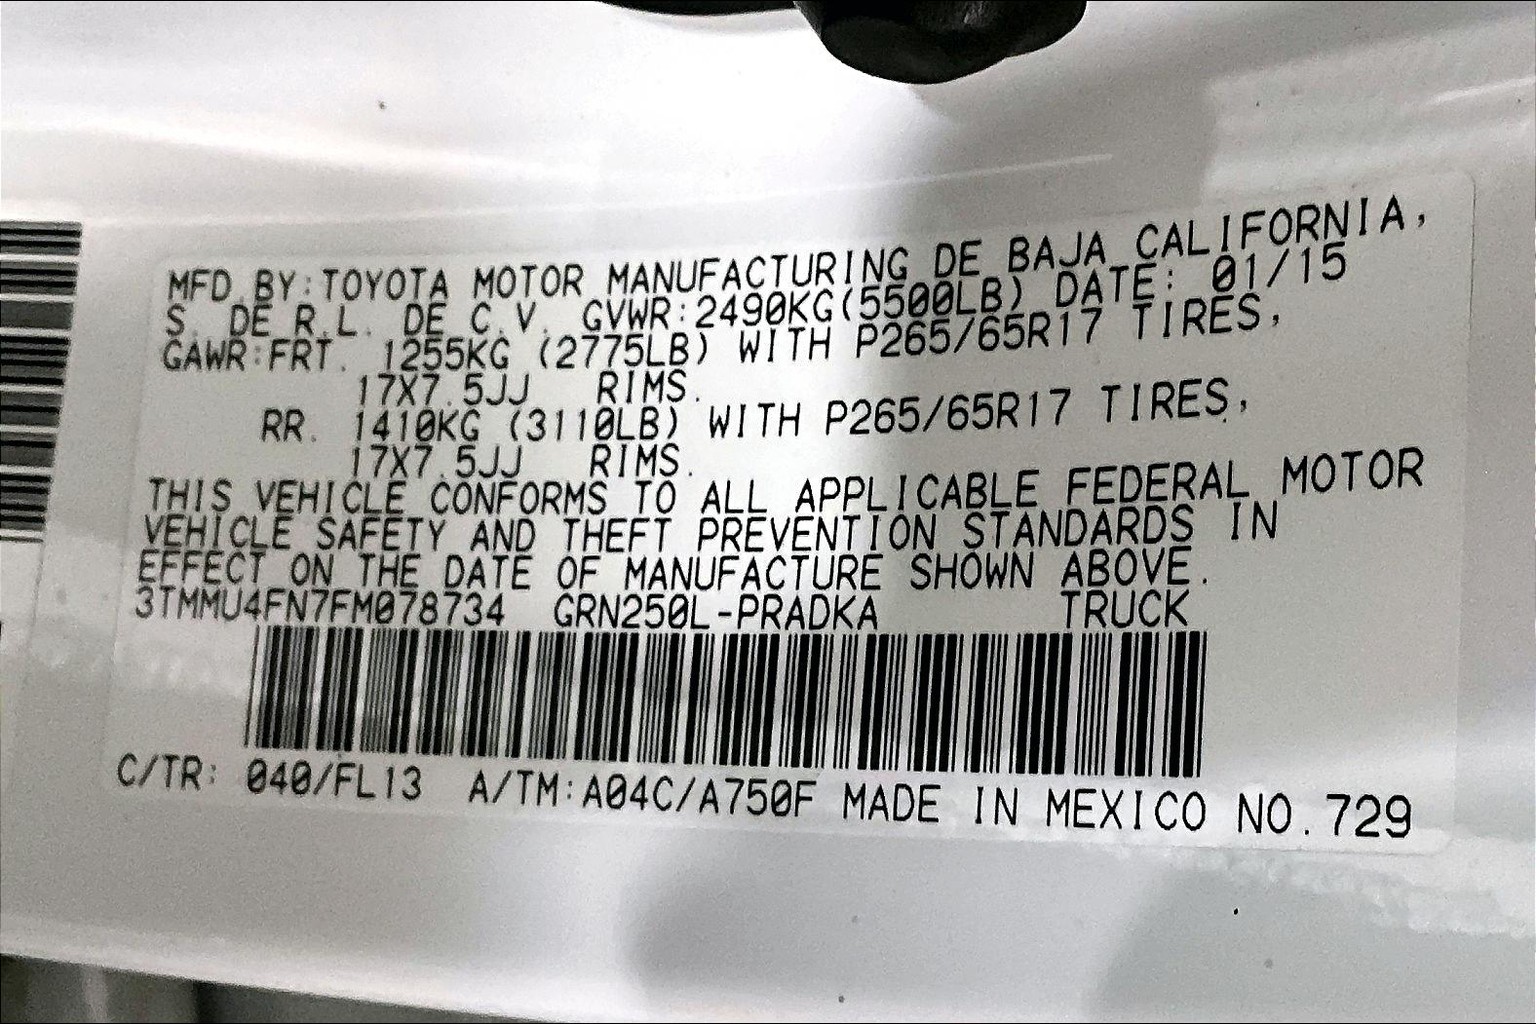 MFD.BY:TOYOTA MOTOR MANUFACTURING DE BAJA CALIFORNIA,
S. DE R.L. DE C.V. GVWR:2490KG(5500LB) DATE: 01/15
GAWR:FRT. 1255KG (2775LB) WITH P265/65R17 TIRES,
17X7.5JJ RIMS.
RR. 1410KG (3110LB) WITH P265/65R17 TIRES,
17X7.5JJ RIMS.
THIS VEHICLE CONFORMS TO ALL APPLICABLE FEDERAL MOTOR
VEHICLE SAFETY AND THEFT PREVENTION STANDARDS IN
EFFECT ON THE DATE OF MANUFACTURE SHOWN ABOVE.
3TMMU4FN7FM078734 GRN250L-PRADKA TRUCK
C/TR: 040/FL13 A/TM:A04C/A750F MADE IN MEXICO NO.729